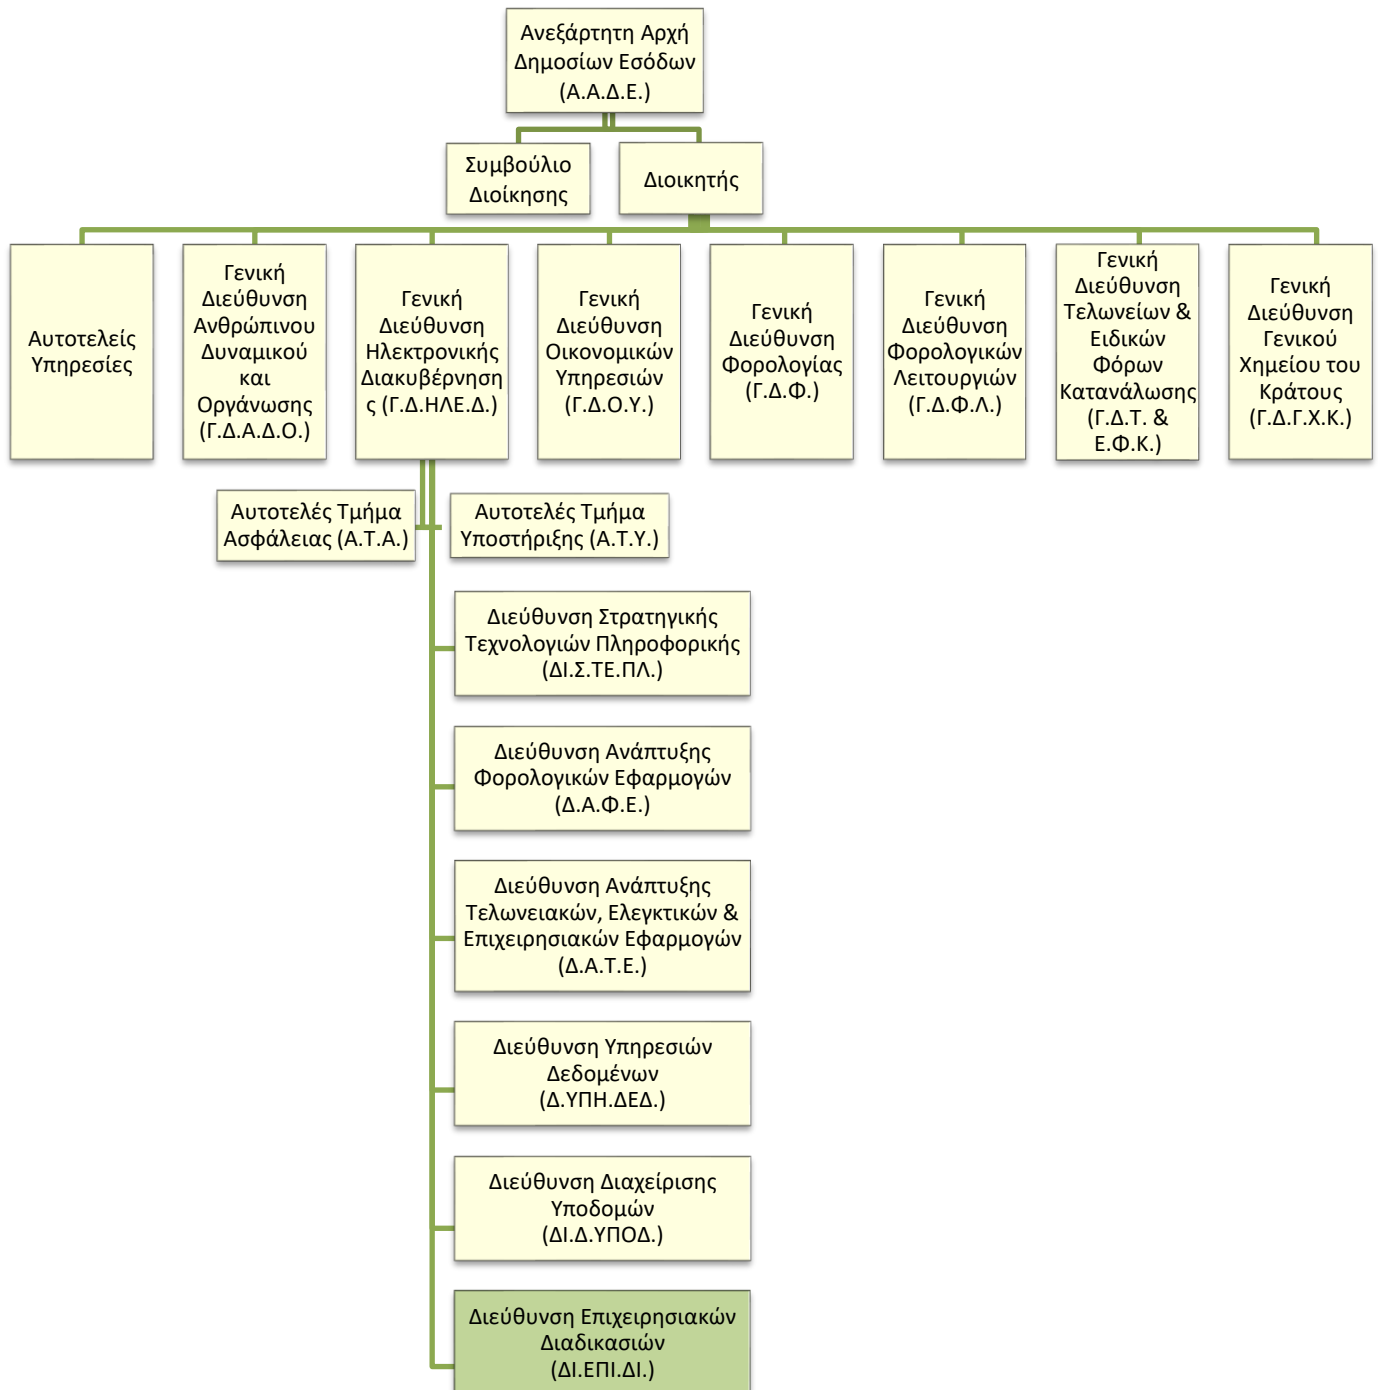 Ανεξάρτητη Αρχή
Δημοσίων Εσόδων
(Α.Α.Δ.Ε.)
Συμβούλιο
Διοίκησης
Διοικητής
Αυτοτελείς
Υπηρεσίες
Γενική
Διεύθυνση
Ανθρώπινου
Δυναμικού
και
Οργάνωσης
(Γ.Δ.Α.Δ.Ο.)
Γενική
Διεύθυνση
Ηλεκτρονικής
Διακυβέρνηση
ς (Γ.Δ.ΗΛΕ.Δ.)
Γενική
Διεύθυνση
Οικονομικών
Υπηρεσιών
(Γ.Δ.Ο.Υ.)
Γενική
Διεύθυνση
Φορολογίας
(Γ.Δ.Φ.)
Γενική
Διεύθυνση
Φορολογικών
Λειτουργιών
(Γ.Δ.Φ.Λ.)
Γενική
Διεύθυνση
Τελωνείων &
Ειδικών
Φόρων
Κατανάλωσης
(Γ.Δ.Τ. &
Ε.Φ.Κ.)
Γενική
Διεύθυνση
Γενικού
Χημείου του
Κράτους
(Γ.Δ.Γ.Χ.Κ.)
Αυτοτελές Τμήμα
Ασφάλειας (Α.Τ.Α.)
Αυτοτελές Τμήμα
Υποστήριξης (Α.Τ.Υ.)
Διεύθυνση Στρατηγικής
Τεχνολογιών Πληροφορικής
(ΔΙ.Σ.ΤΕ.ΠΛ.)
Διεύθυνση Ανάπτυξης
Φορολογικών Εφαρμογών
(Δ.Α.Φ.Ε.)
Διεύθυνση Ανάπτυξης
Τελωνειακών, Ελεγκτικών &
Επιχειρησιακών Εφαρμογών
(Δ.Α.Τ.Ε.)
Διεύθυνση Υπηρεσιών
Δεδομένων
(Δ.ΥΠΗ.ΔΕΔ.)
Διεύθυνση Διαχείρισης
Υποδομών
(ΔΙ.Δ.ΥΠΟΔ.)
Διεύθυνση Επιχειρησιακών
Διαδικασιών
(ΔΙ.ΕΠΙ.ΔΙ.)